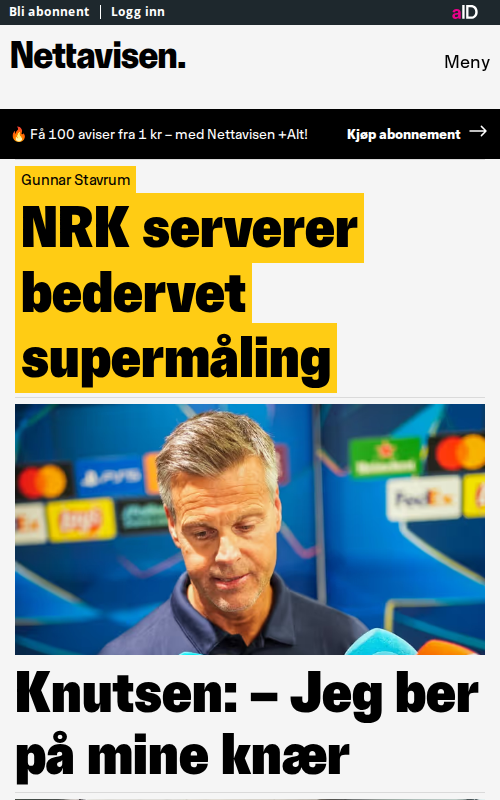 Bli abonnent | Logg inn
aID
Nettavisen.
Meny
🔥 Få 100 aviser fra 1 kr – med Nettavisen +Alt!
Kjøp abonnement →
Gunnar Stavrum
NRK serverer
bedervet
supermåling
Heineken
FedEx
Lay's
Knutsen: – Jeg ber
på mine knær